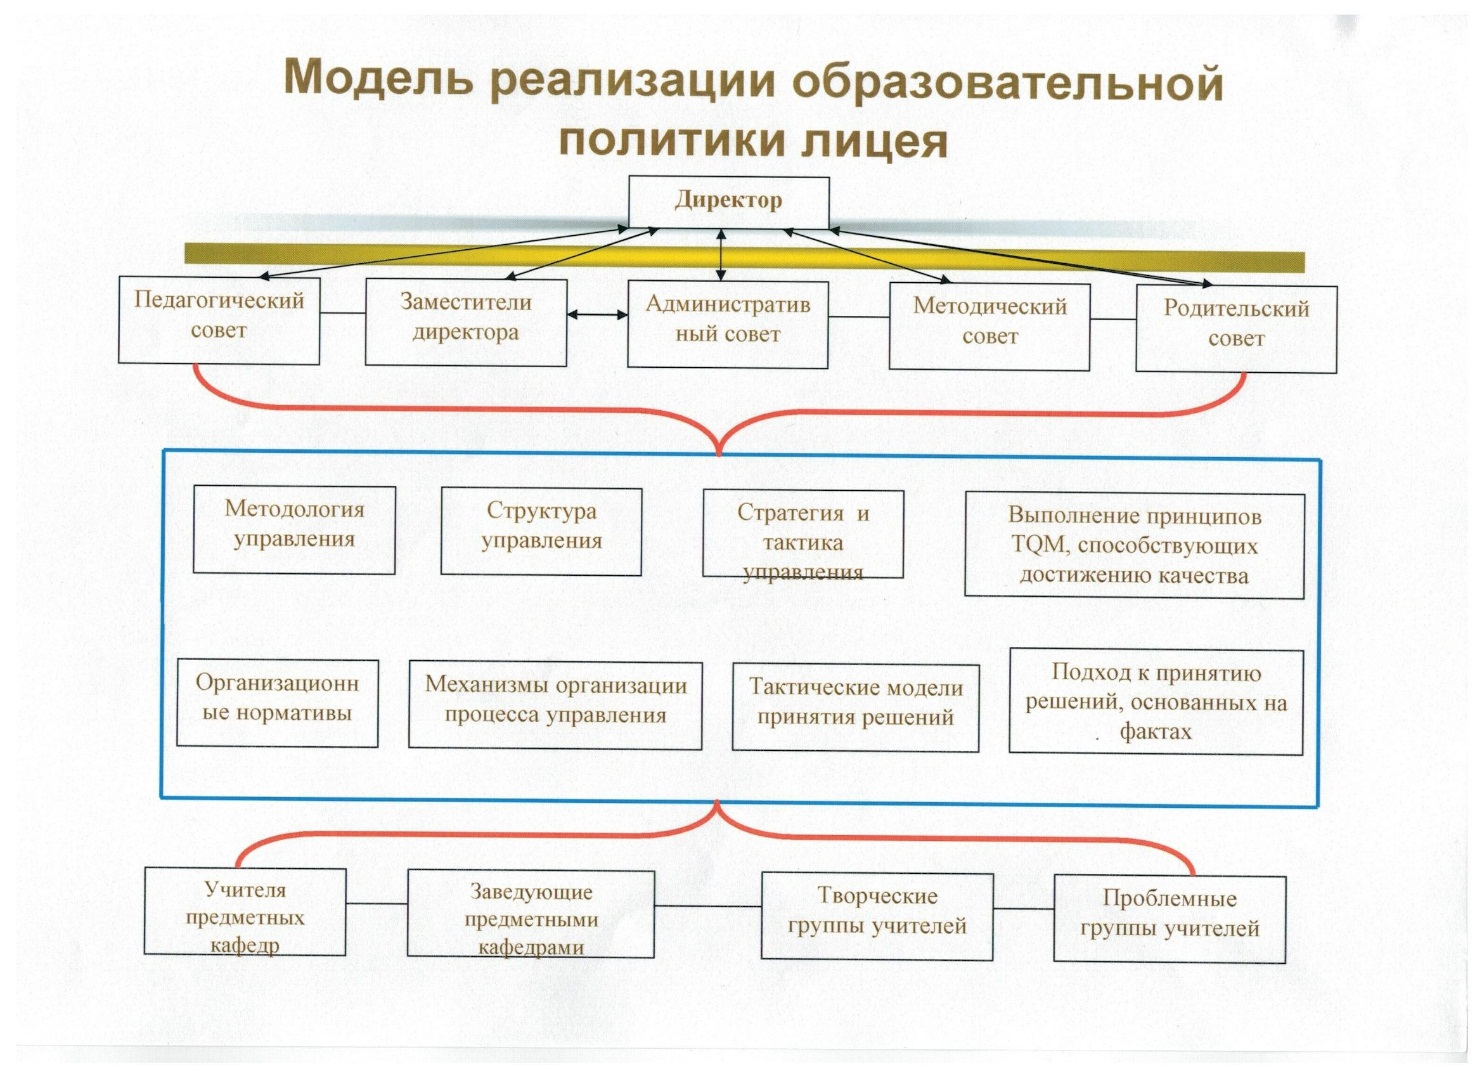 Модель реализации образовательной
политики лицея
Директор
Педагогический
совет
Заместители
директора
Административ
ный совет
Методический
совет
Родительский
совет
Методология
управления
Структура
управления
Стратегия и
тактика
управления
Выполнение принципов
TQM, способствующих
достижению качества
Организационн
ые нормативы
Механизмы организации
процесса управления
Тактические модели
принятия решений
Подход к принятию
решений, основанных на
фактах
Учителя
предметных
кафедр
Заведующие
предметными
кафедрами
Творческие
группы учителей
Проблемные
группы учителей